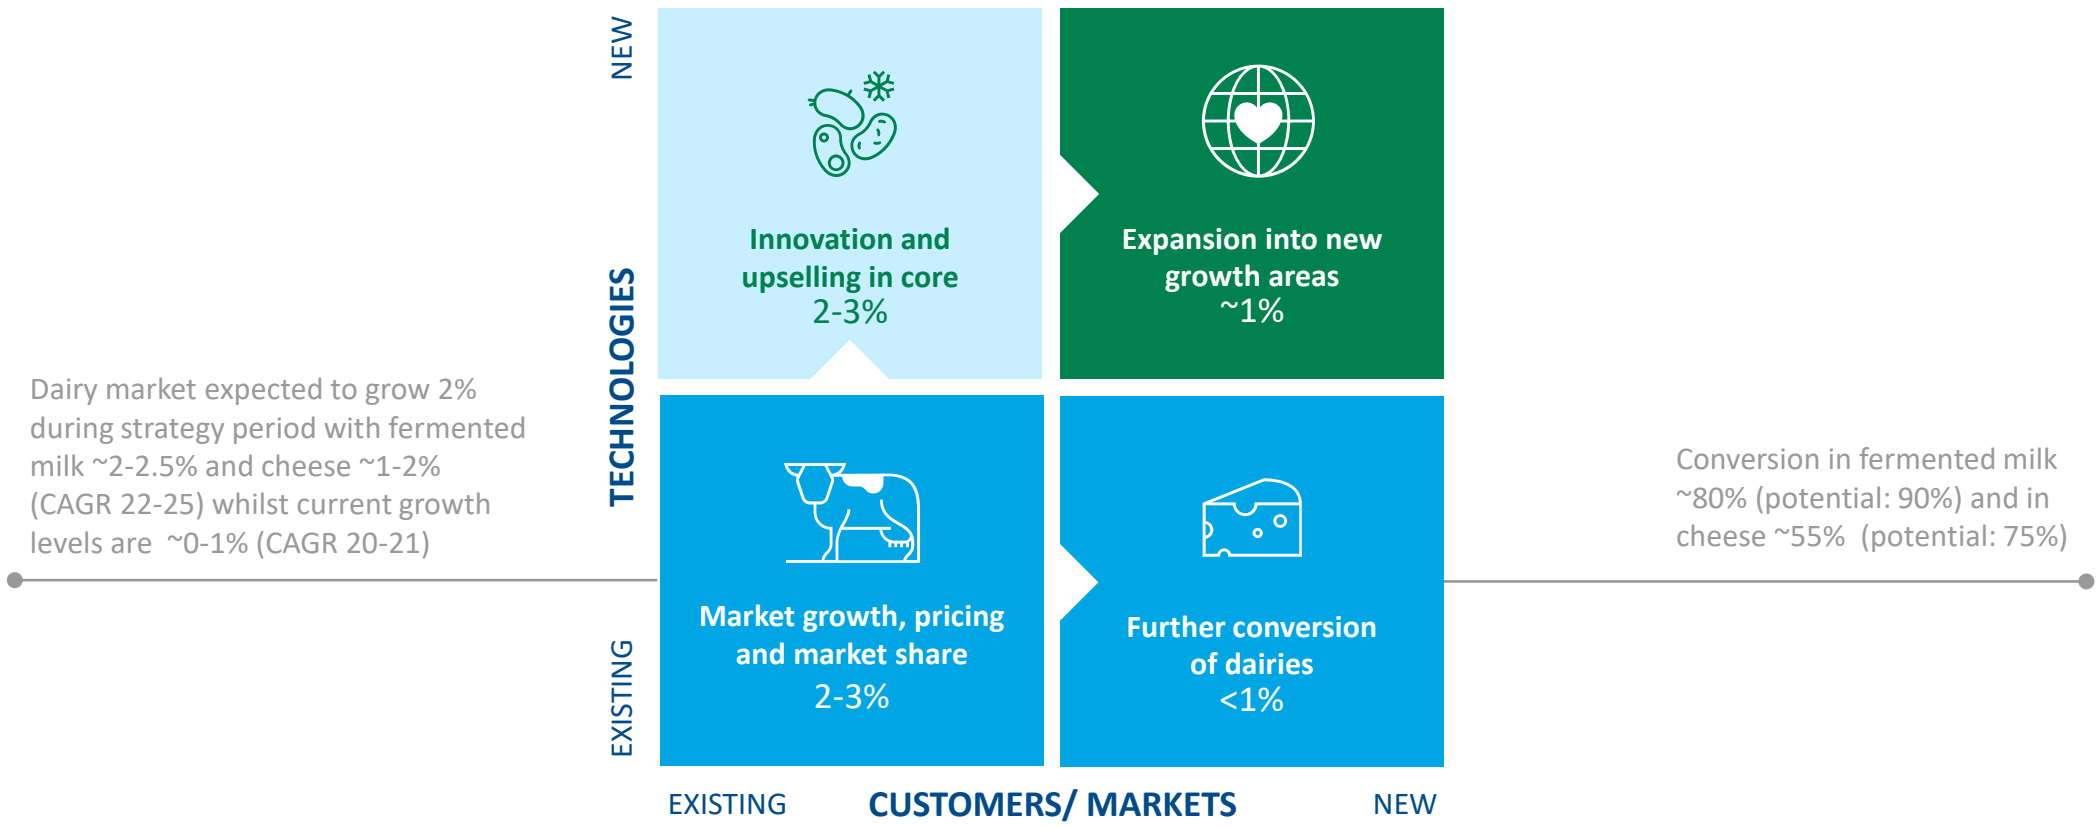 NEW
TECHNOLOGIES
EXISTING
Innovation and
upselling in core
2-3%
Expansion into new
growth areas
~1%
Dairy market expected to grow 2%
during strategy period with fermented
milk ~2-2.5% and cheese ~1-2%
(CAGR 22-25) whilst current growth
levels are ~0-1% (CAGR 20-21)
Market growth, pricing
and market share
2-3%
Further conversion
of dairies
<1%
Conversion in fermented milk
~80% (potential: 90%) and in
cheese ~55% (potential: 75%)
EXISTING
CUSTOMERS/ MARKETS
NEW